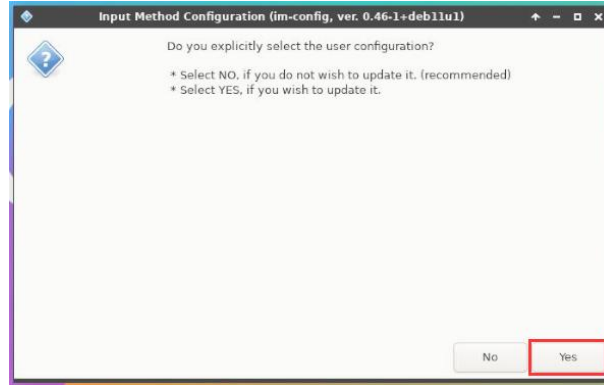 Input Method Configuration (im-config, ver. 0.46-1+deb11u1)
Do you explicitly select the user configuration?
* Select NO, if you do not wish to update it. (recommended)
* Select YES, if you wish to update it.
No
Yes